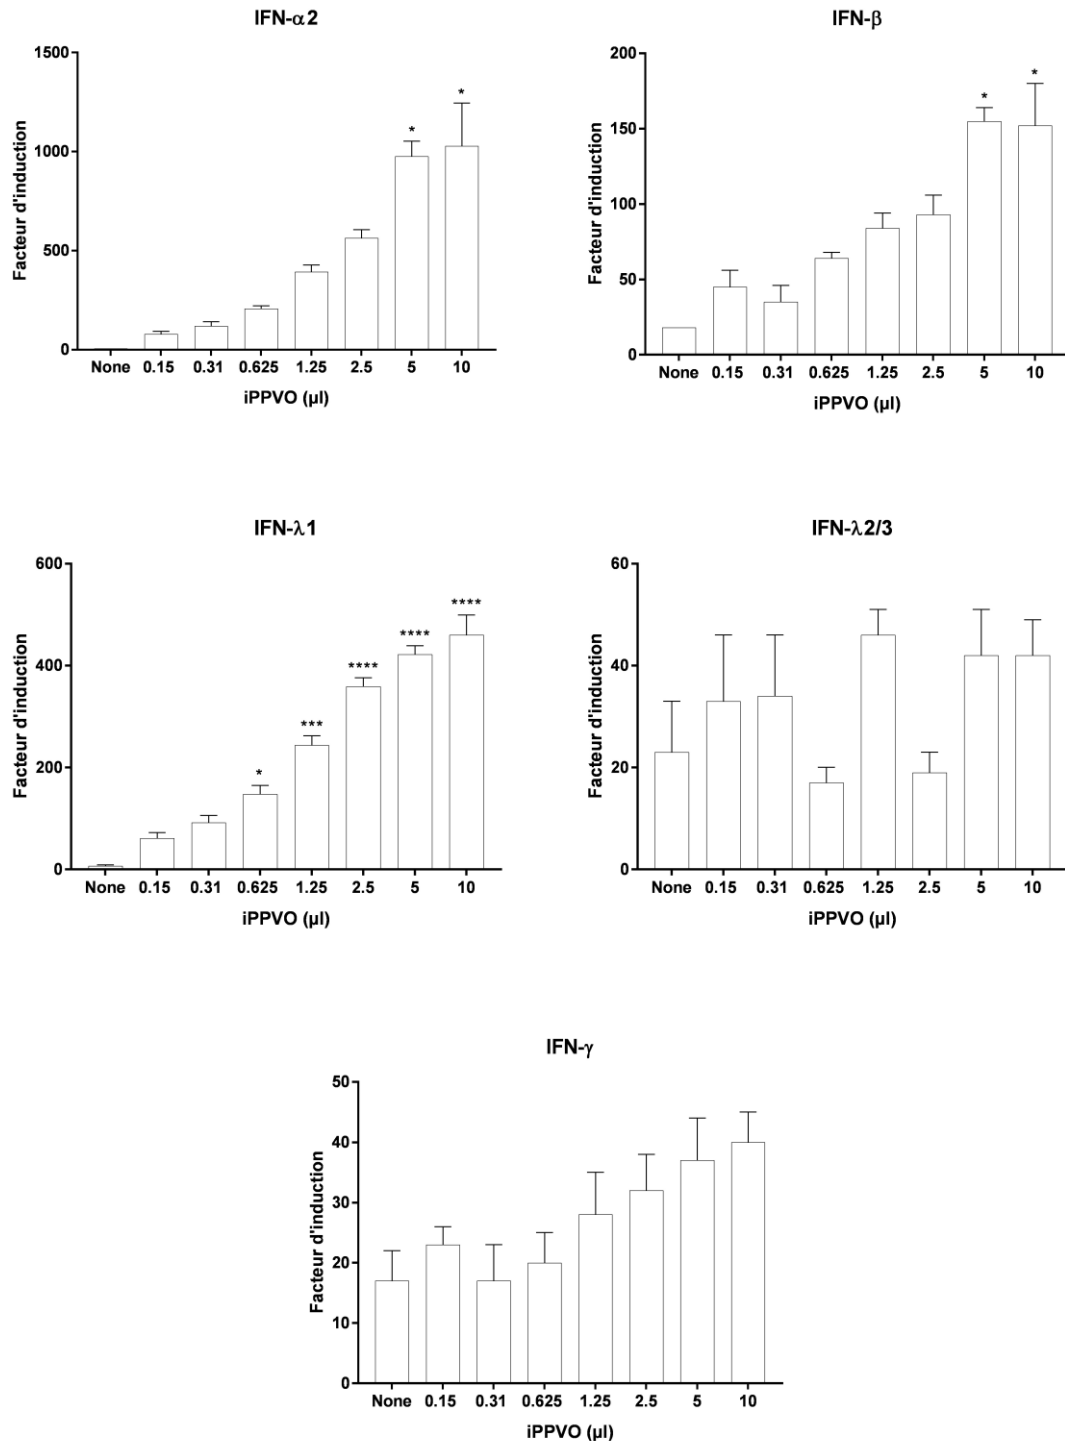 IFN-α2
1500
1000
500
0
Facteur d'induction
* *
None 0.15 0.31 0.625 1.25 2.5 5 10
iPPVO (µl)
IFN-β
200
150
100
50
0
Facteur d'induction
* *
None 0.15 0.31 0.625 1.25 2.5 5 10
iPPVO (µl)
IFN-λ1
600
400
200
0
Facteur d'induction
* *** **** **** ****
None 0.15 0.31 0.625 1.25 2.5 5 10
iPPVO (µl)
IFN-λ2/3
60
40
20
0
Facteur d'induction
None 0.15 0.31 0.625 1.25 2.5 5 10
iPPVO (µl)
IFN-γ
50
40
30
20
10
0
Facteur d'induction
None 0.15 0.31 0.625 1.25 2.5 5 10
iPPVO (µl)